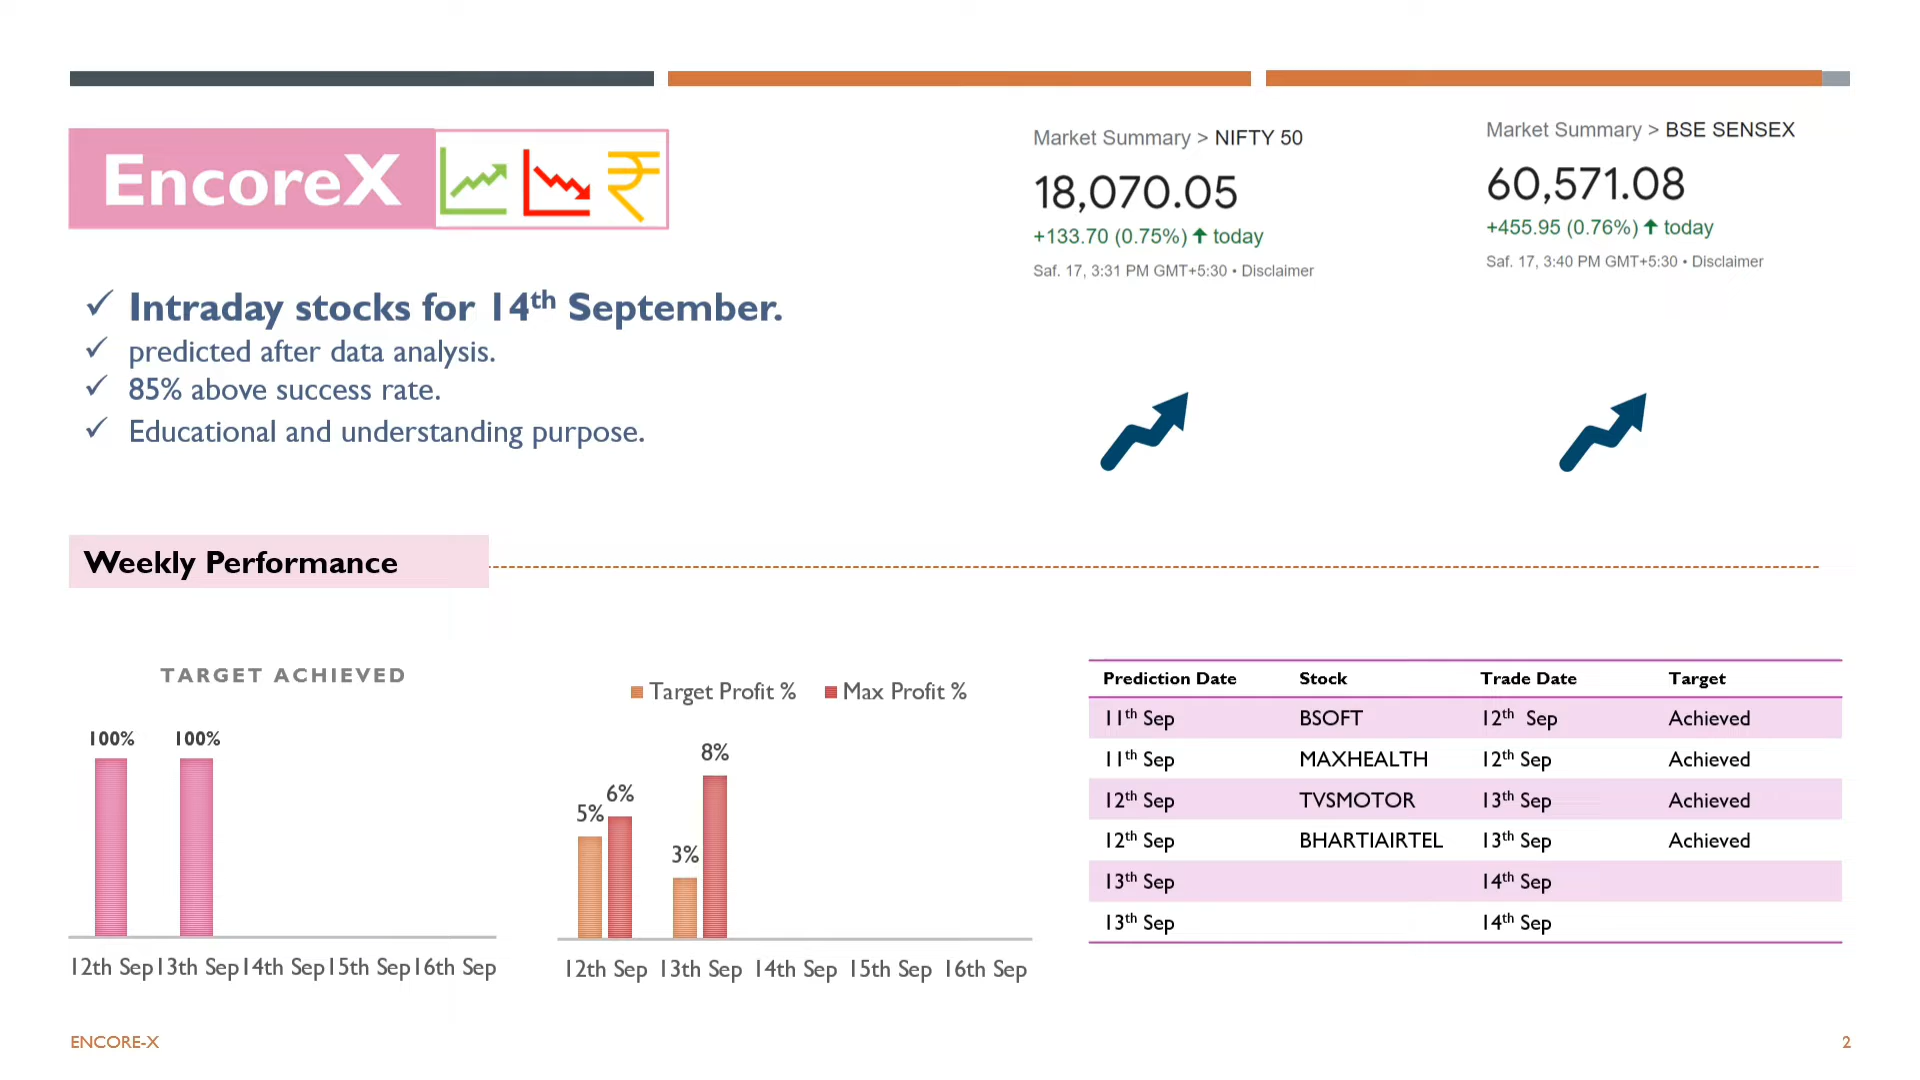 EncoreX
Market Summary > NIFTY 50
18,070.05
+133.70 (0.75%) ↑ today
Saf. 17, 3:31 PM GMT+5:30 • Disclaimer
Market Summary > BSE SENSEX
60,571.08
+455.95 (0.76%) ↑ today
Saf. 17, 3:40 PM GMT+5:30 • Disclaimer
✓ Intraday stocks for 14th September.
✓ predicted after data analysis.
✓ 85% above success rate.
✓ Educational and understanding purpose.
Weekly Performance
TARGET ACHIEVED
100% 100%
12th Sep 13th Sep 14th Sep 15th Sep 16th Sep
Target Profit % Max Profit %
5% 6% 3% 8%
12th Sep 13th Sep 14th Sep 15th Sep 16th Sep
Prediction Date Stock Trade Date Target
11th Sep BSOFT 12th Sep Achieved
11th Sep MAXHEALTH 12th Sep Achieved
12th Sep TVSMOTOR 13th Sep Achieved
12th Sep BHARTIAIRTEL 13th Sep Achieved
13th Sep 14th Sep
13th Sep 14th Sep
ENCORE-X
2